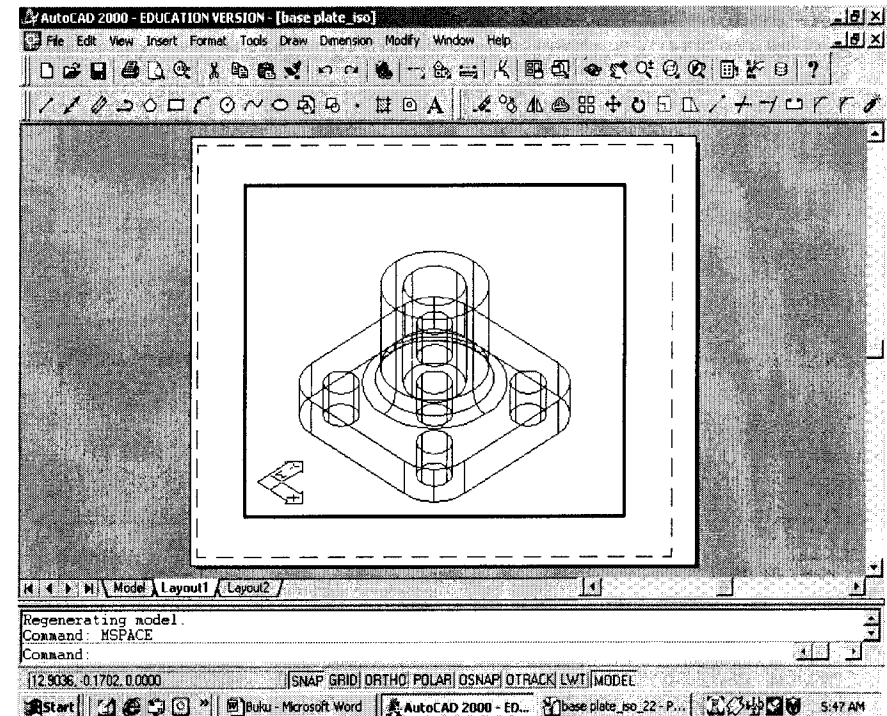 AutoCAD 2000 - EDUCATION VERSION - [base plate_iso]
File Edit View Insert Format Tools Draw Dimension Modify Window Help
Model Layout1 Layout2
Regenerating model.
Command: MSPACE
Command:
12.9036, -0.1702, 0.0000 SNAP GRID ORTHO POLAR OSNAP OTRACK LWT MODEL
Start Buku - Microsoft Word AutoCAD 2000 - ED... base plate_iso_22 - P... 5:47 AM